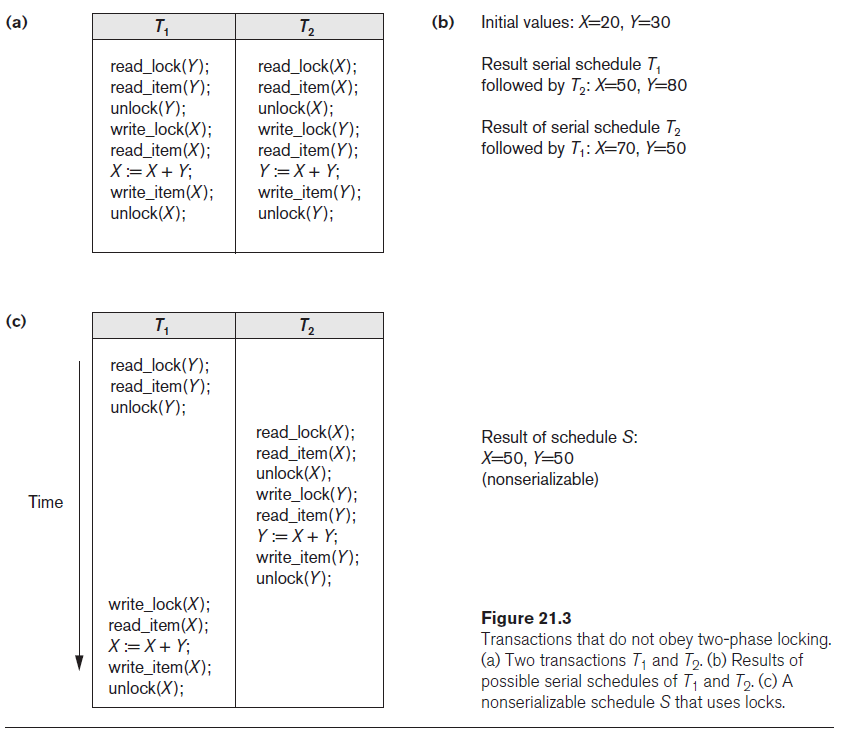 (a)
T₁ T₂
read_lock(Y); read_lock(X);
read_item(Y); read_item(X);
unlock(Y); unlock(X);
write_lock(X); write_lock(Y);
read_item(X); read_item(Y);
X := X + Y; Y := X + Y;
write_item(X); write_item(Y);
unlock(X); unlock(Y);
(b) Initial values: X=20, Y=30
Result serial schedule T₁
followed by T₂: X=50, Y=80
Result of serial schedule T₂
followed by T₁: X=70, Y=50
(c)
T₁ T₂
Time
read_lock(Y);
read_item(Y);
unlock(Y);
read_lock(X);
read_item(X);
unlock(X);
write_lock(Y);
read_item(Y);
Y := X + Y;
write_item(Y);
unlock(Y);
write_lock(X);
read_item(X);
X := X + Y;
write_item(X);
unlock(X);
Result of schedule S:
X=50, Y=50
(nonserializable)
Figure 21.3
Transactions that do not obey two-phase locking.
(a) Two transactions T₁ and T₂. (b) Results of
possible serial schedules of T₁ and T₂. (c) A
nonserializable schedule S that uses locks.